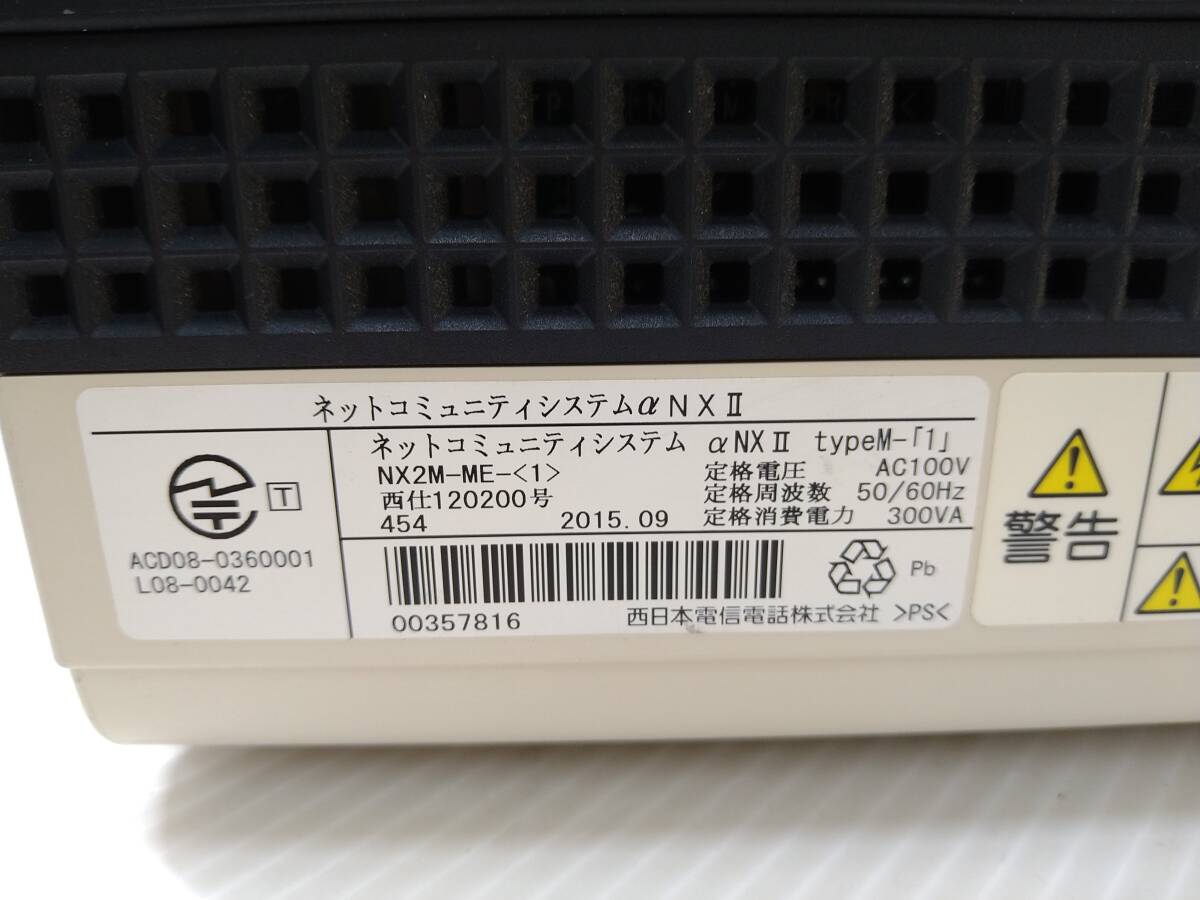 ネットコミュニティシステムαNXⅡ
ネットコミュニティシステム αNXⅡ typeM-「1」
NX2M-ME-<1>
定格電圧 AC100V
西仕120200号
定格周波数 50/60Hz
454 2015.09 定格消費電力 300VA
T
ACD08-0360001
L08-0042
00357816
Pb
西日本電信電話株式会社 >PS<
警告